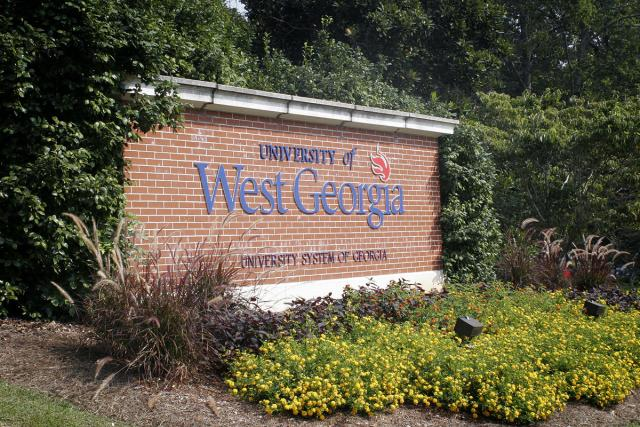 UNIVERSITY of
West Georgia
UNIVERSITY SYSTEM OF GEORGIA